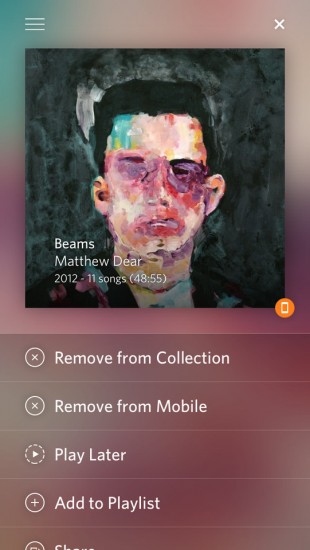 Beams
Matthew Dear
2012 - 11 songs (48:55)
Remove from Collection
Remove from Mobile
Play Later
Add to Playlist
Share